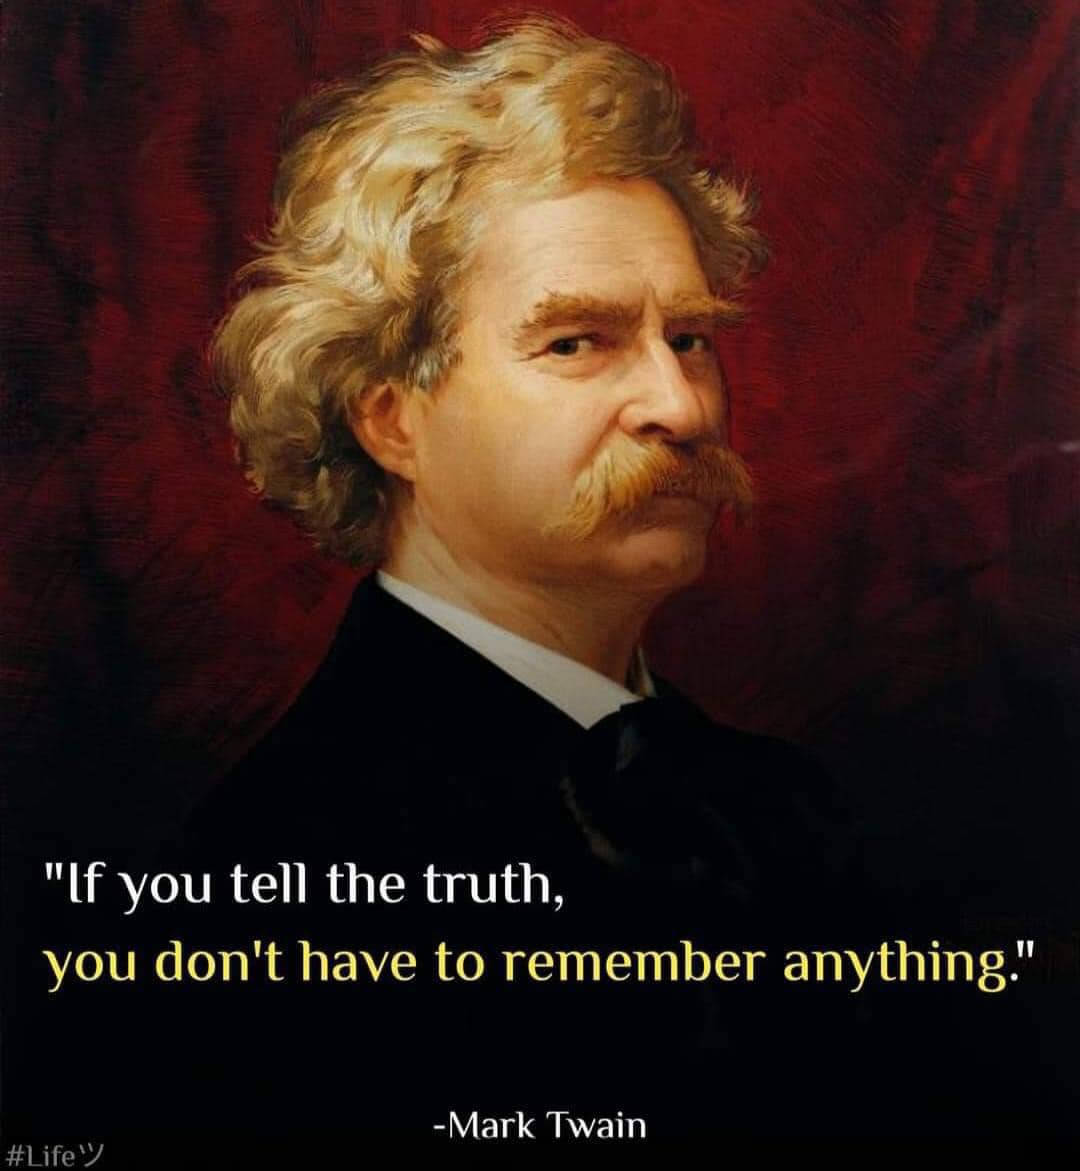 "If you tell the truth,
you don't have to remember anything."
-Mark Twain
#Lifeツ